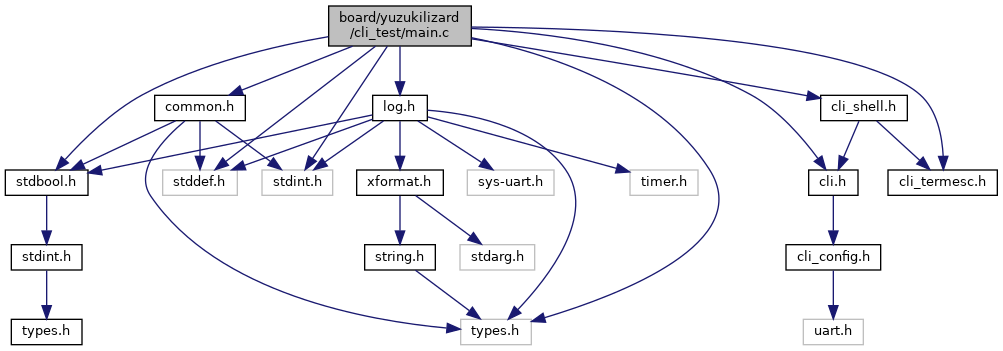 board/yuzukilizard
/cli_test/main.c
common.h
log.h
cli_shell.h
stdbool.h
stddef.h
stdint.h
xformat.h
sys-uart.h
timer.h
cli.h
cli_termesc.h
stdint.h
string.h
stdarg.h
cli_config.h
types.h
types.h
uart.h